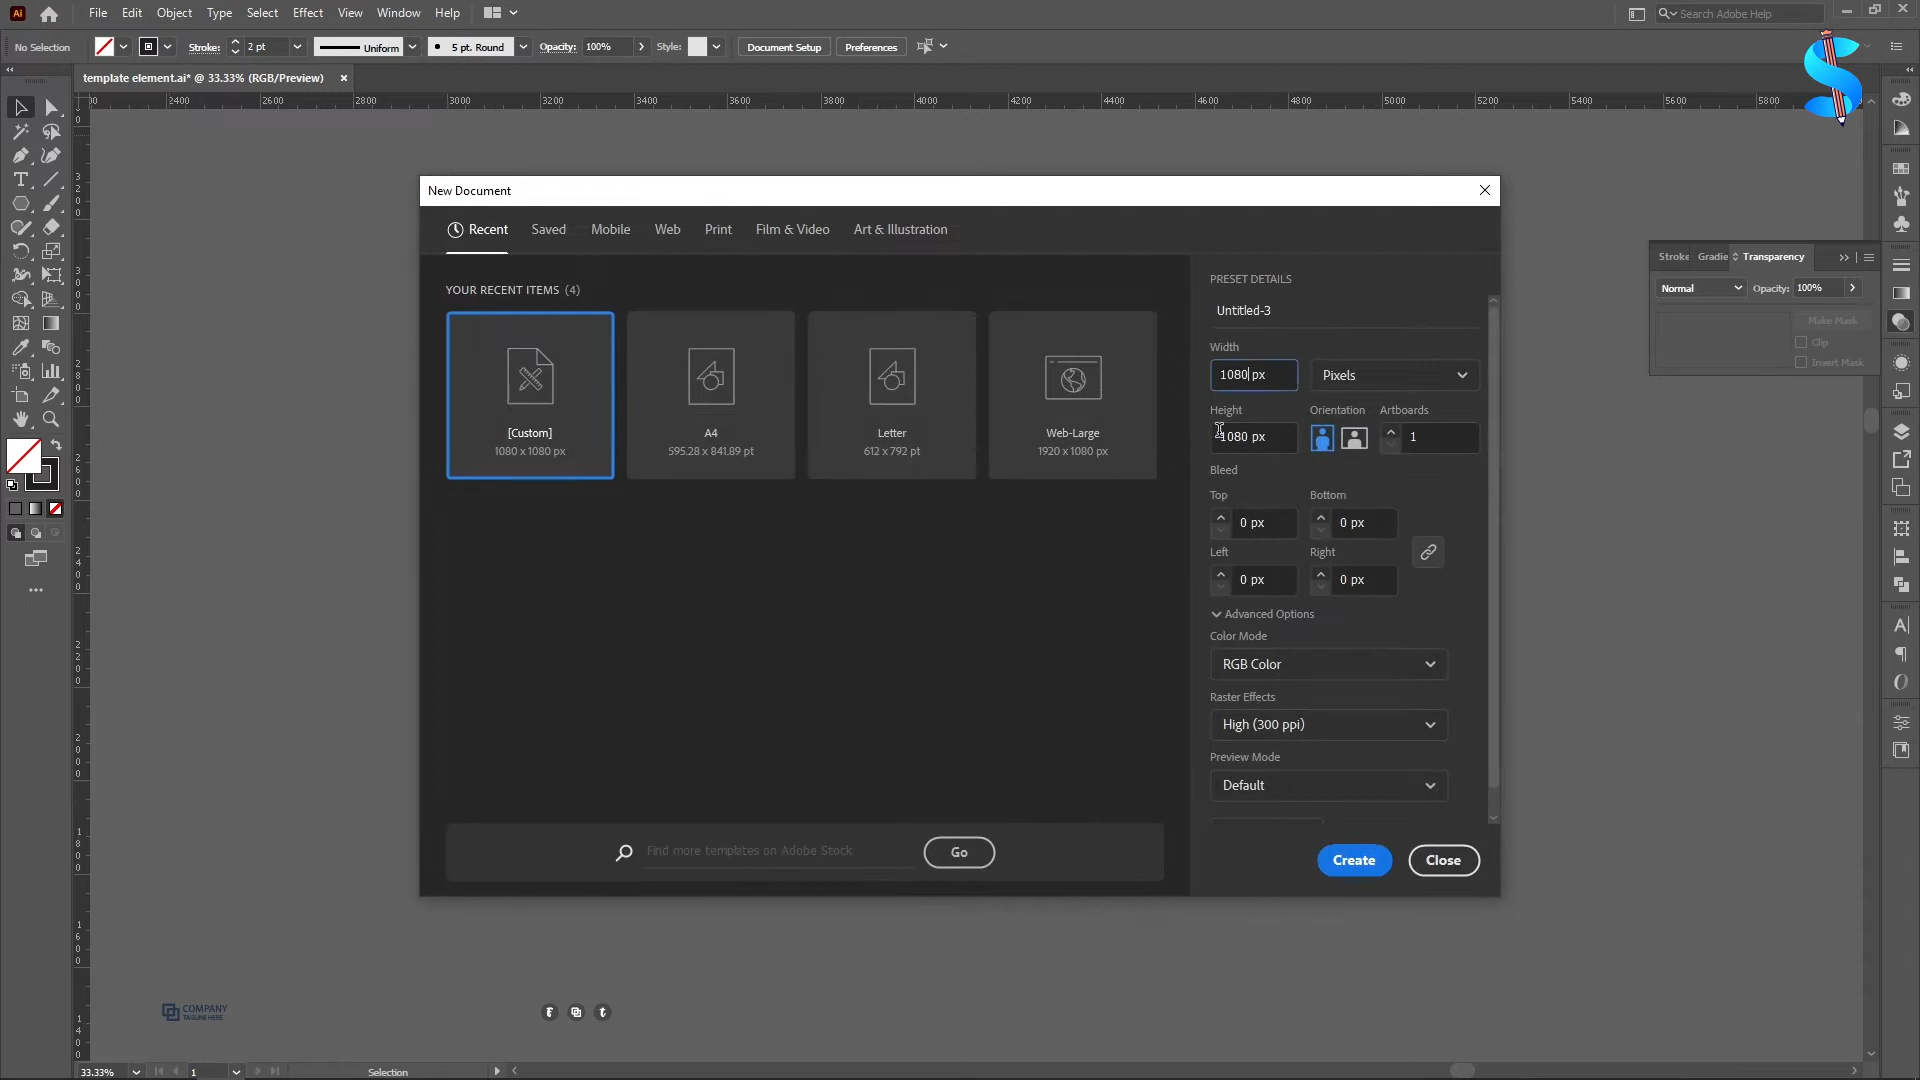 Ai File Edit Object Type Select Effect View Window Help Search Adobe Help
No Selection Stroke: 2 pt Uniform 5 pt. Round Opacity: 100% Style: Document Setup Preferences
template element.ai* @ 33.33% (RGB/Preview)
2400 2600 2800 3000 3200 3400 3600 3800 4000 4200 4400 4600 4800 5000 5200 5400 5600 5800
New Document
Recent Saved Mobile Web Print Film & Video Art & Illustration
YOUR RECENT ITEMS (4)
[Custom]
1080 x 1080 px
A4
595.28 x 841.89 pt
Letter
612 x 792 pt
Web-Large
1920 x 1080 px
Find more templates on Adobe Stock Go
PRESET DETAILS
Untitled-3
Width
1080 px Pixels
Height Orientation Artboards
1080 px 1
Bleed
Top Bottom
0 px 0 px
Left Right
0 px 0 px
Advanced Options
Color Mode
RGB Color
Raster Effects
High (300 ppi)
Preview Mode
Default
Create Close
Stroke Gradie Transparency
Normal Opacity: 100%
Make Mask
Clip
Invert Mask
COMPANY
TAGLINE HERE
33.33% 1 Selection